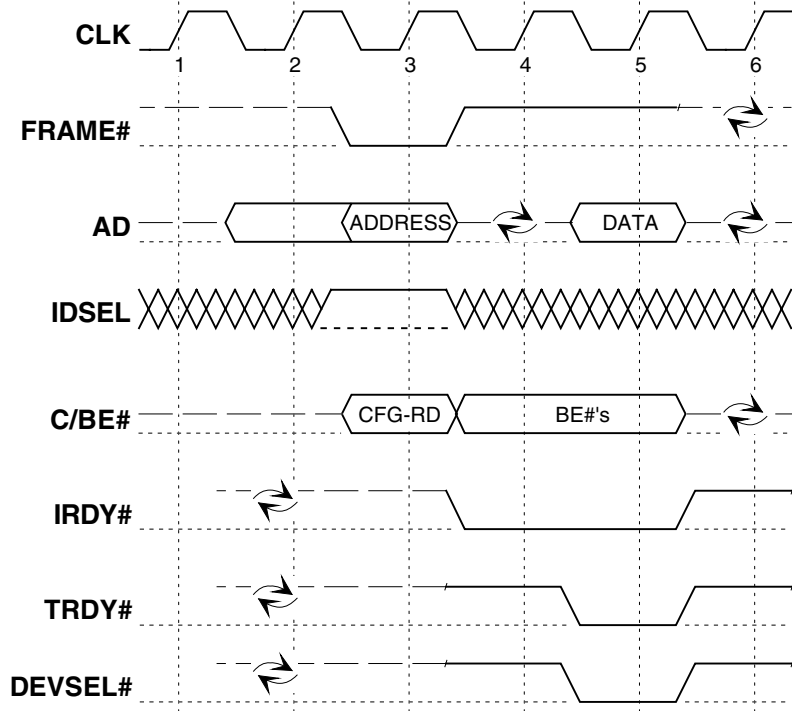 CLK
1 2 3 4 5 6
FRAME#
AD ADDRESS DATA
IDSEL
C/BE# CFG-RD BE#'s
IRDY#
TRDY#
DEVSEL#